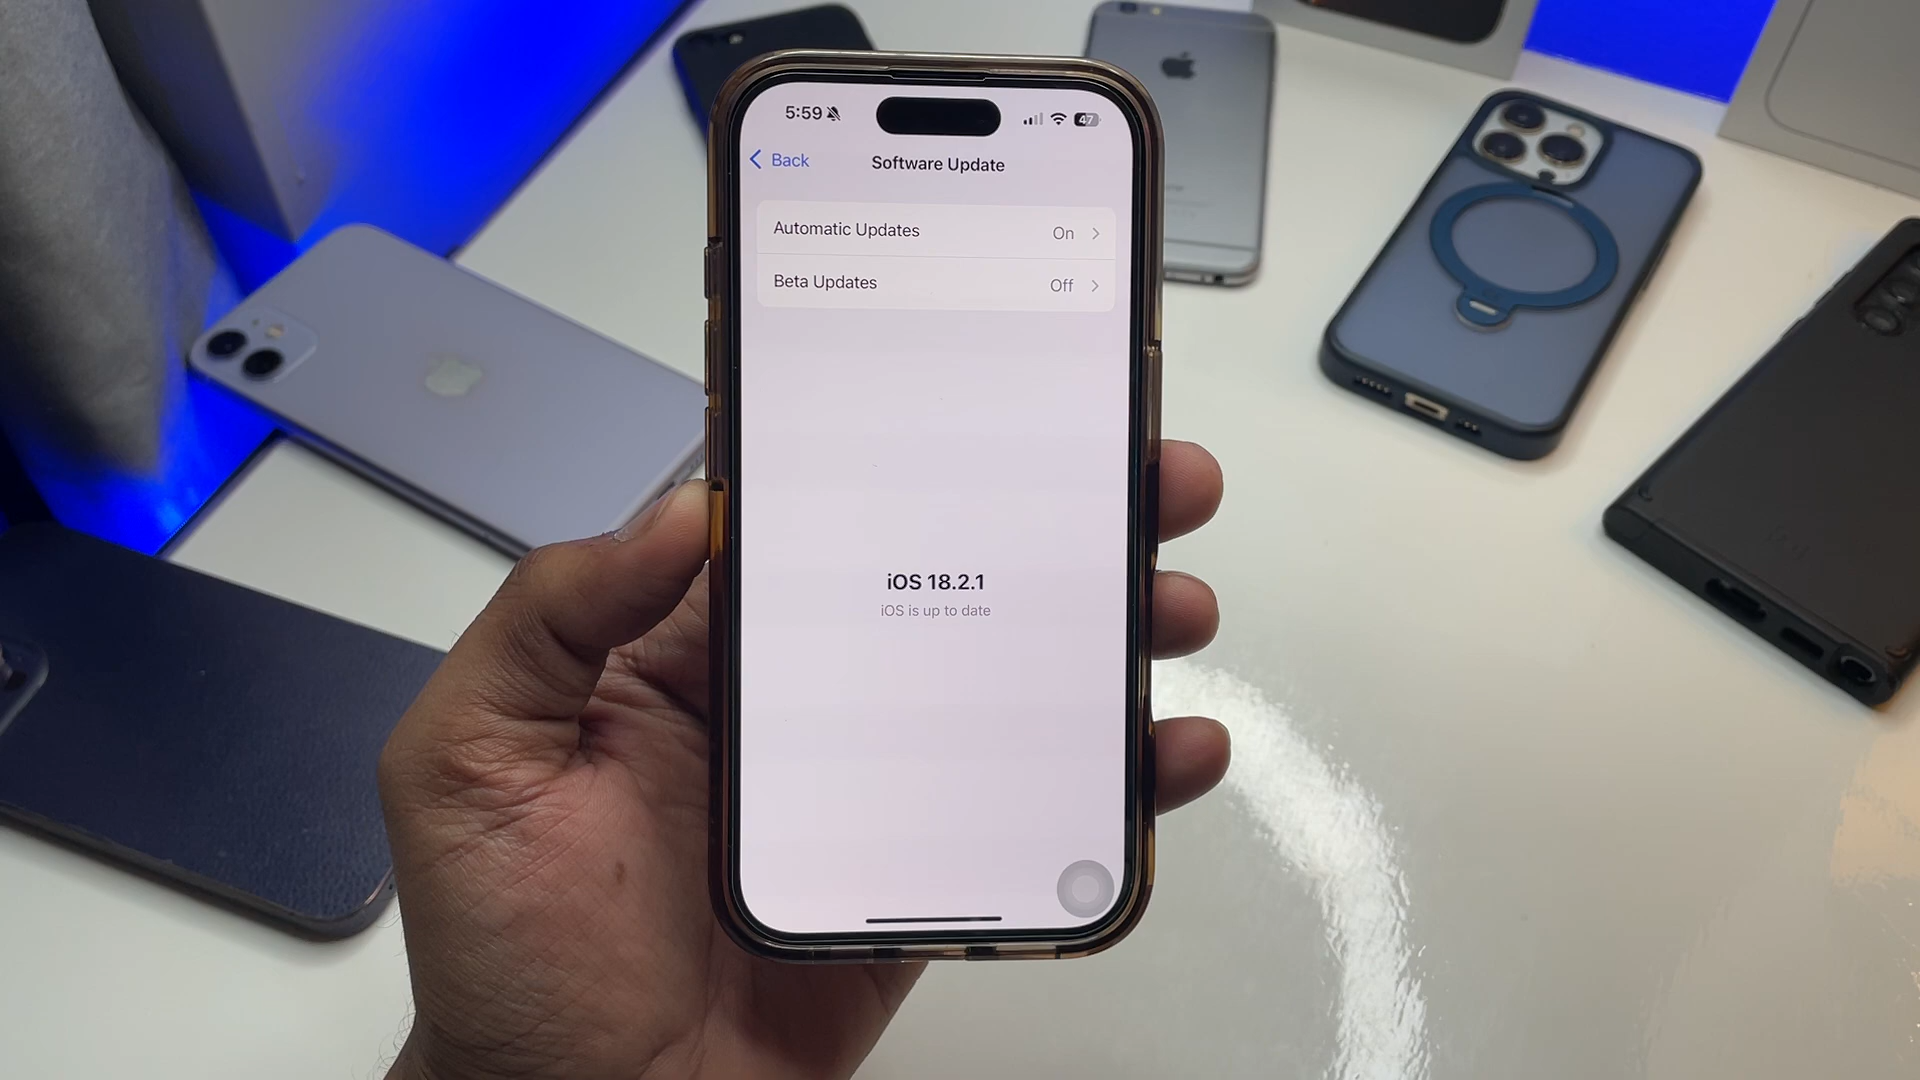 5:59
47
Back
Software Update
Automatic Updates On
Beta Updates Off
iOS 18.2.1
iOS is up to date